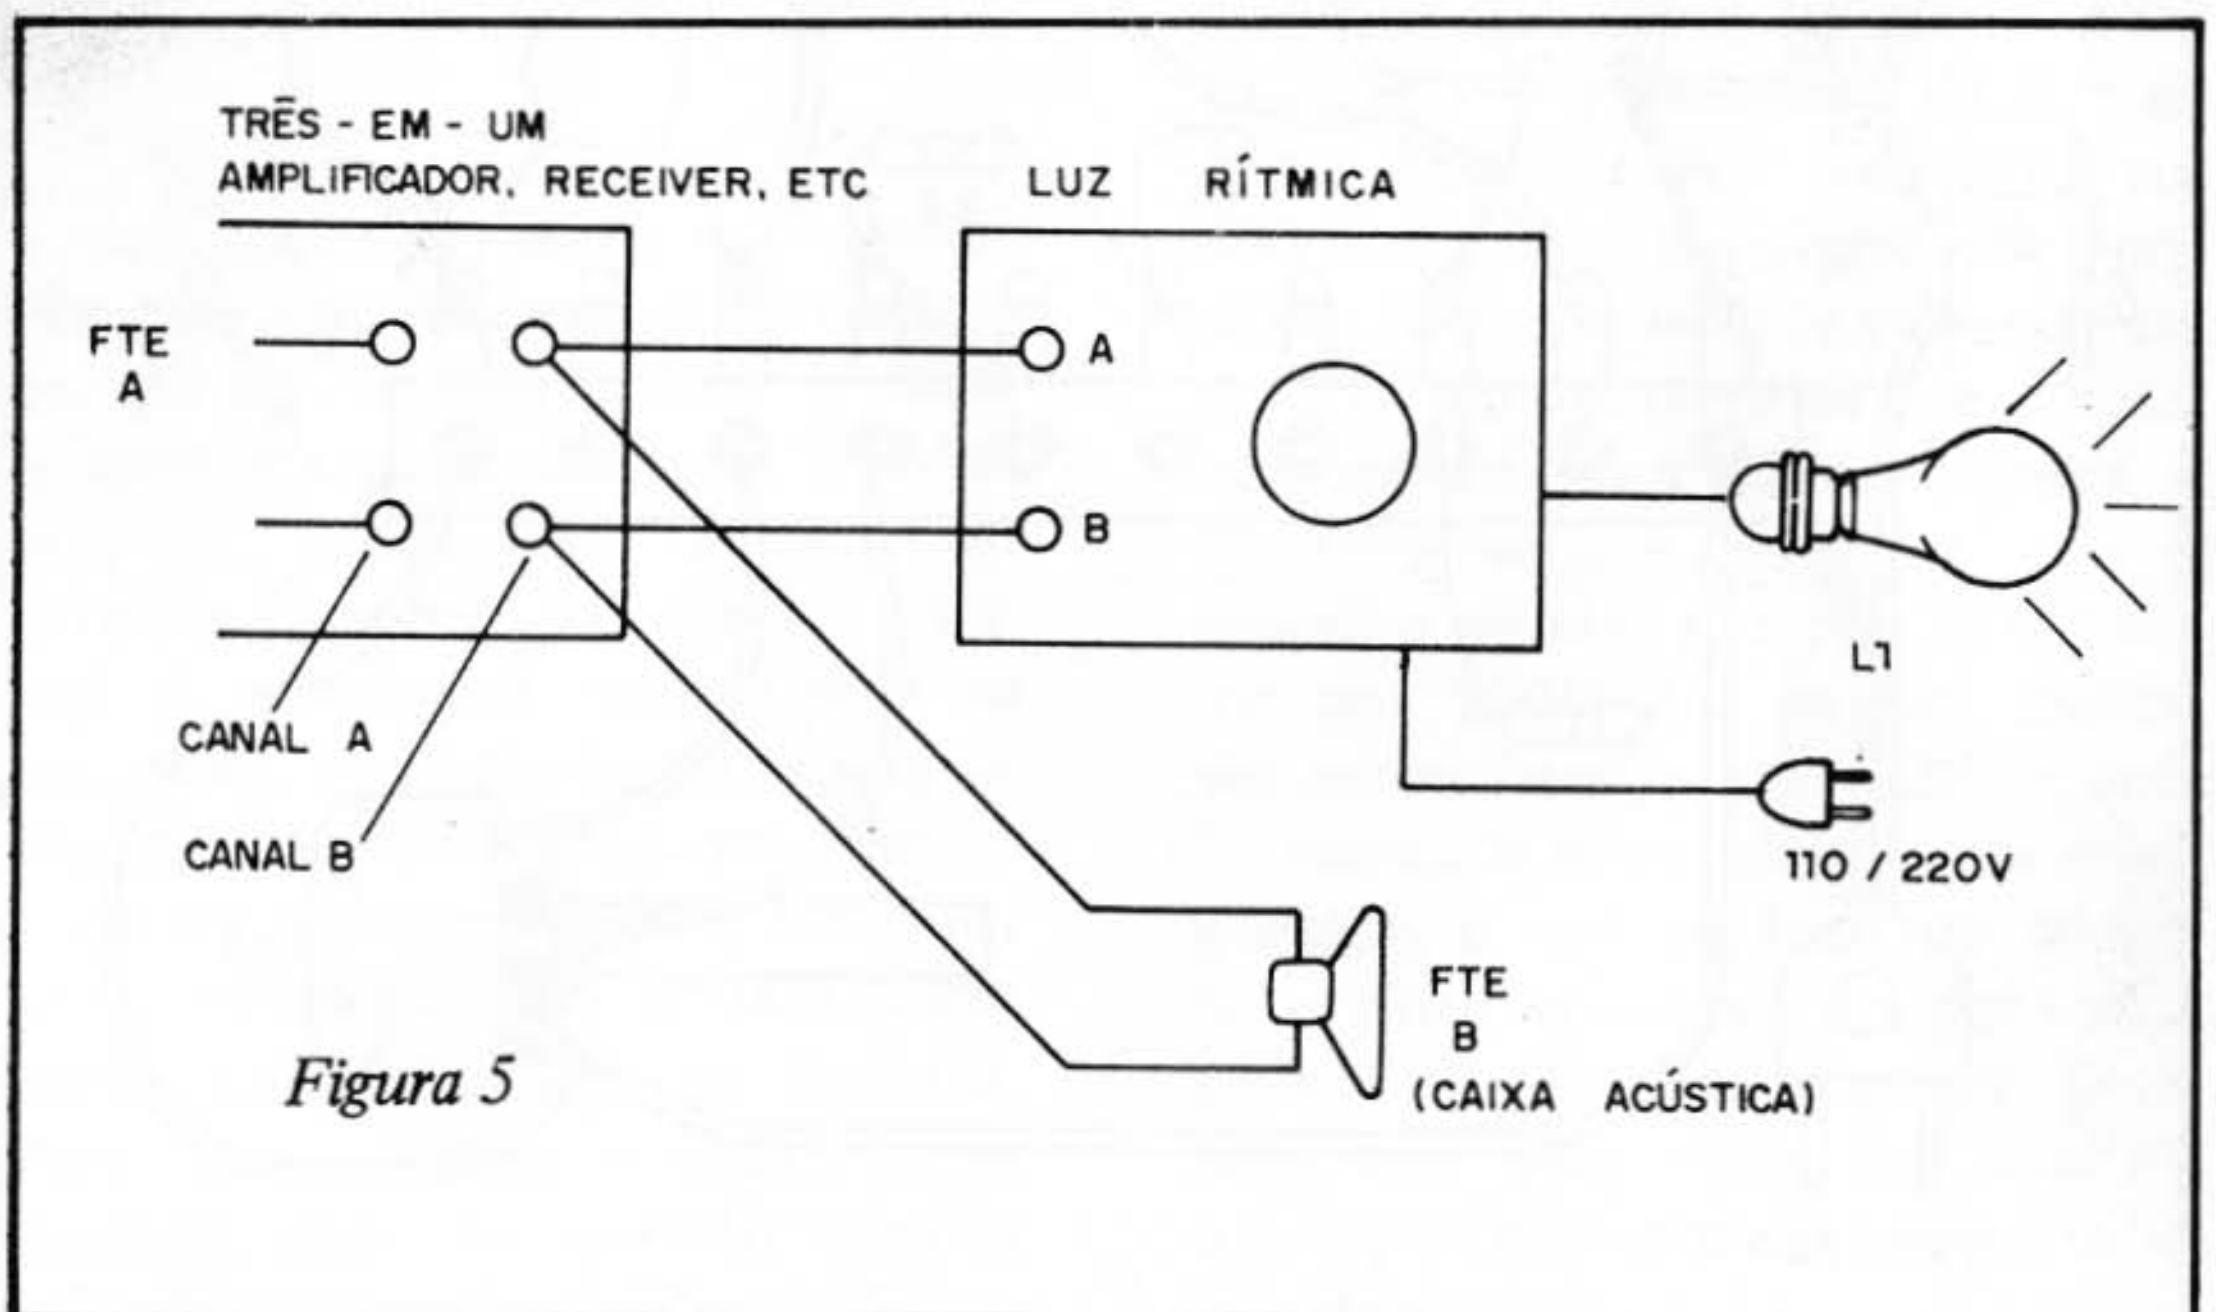 TRÊS - EM - UM
AMPLIFICADOR, RECEIVER, ETC
LUZ RÍTMICA
FTE
A
A
B
L1
CANAL A
CANAL B
110 / 220V
FTE
B
(CAIXA ACÚSTICA)
Figura 5